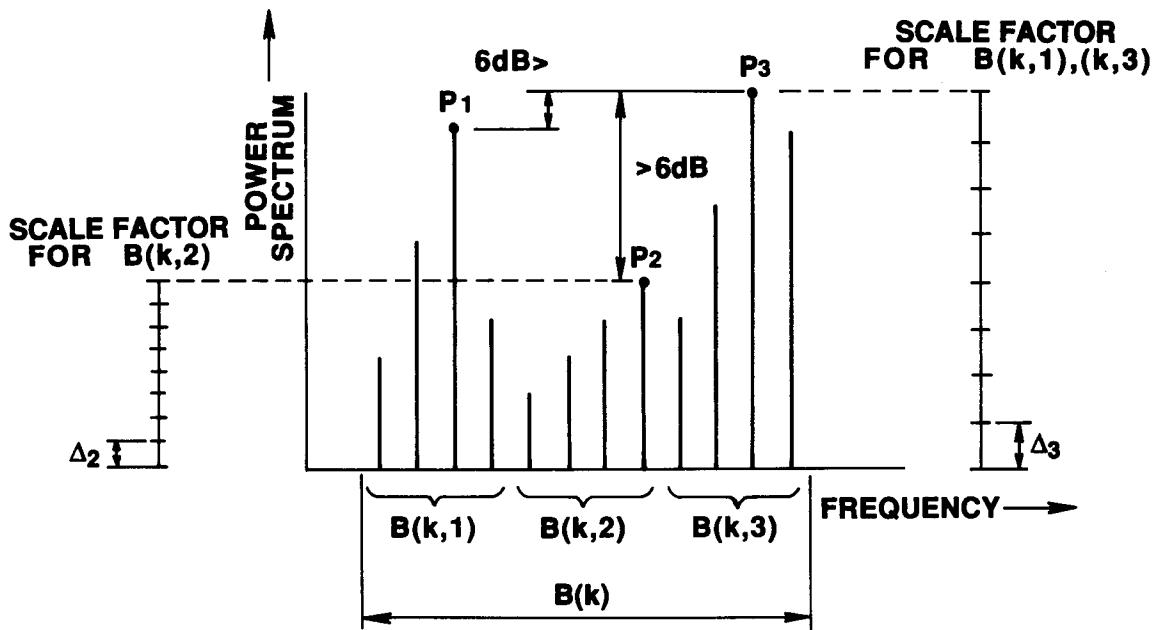 SCALE FACTOR
FOR B(k,1),(k,3)
6dB>
P3
P1
POWER
SPECTRUM
>6dB
SCALE FACTOR
FOR B(k,2)
P2
Δ2
Δ3
B(k,1)
B(k,2)
B(k,3)
FREQUENCY
B(k)